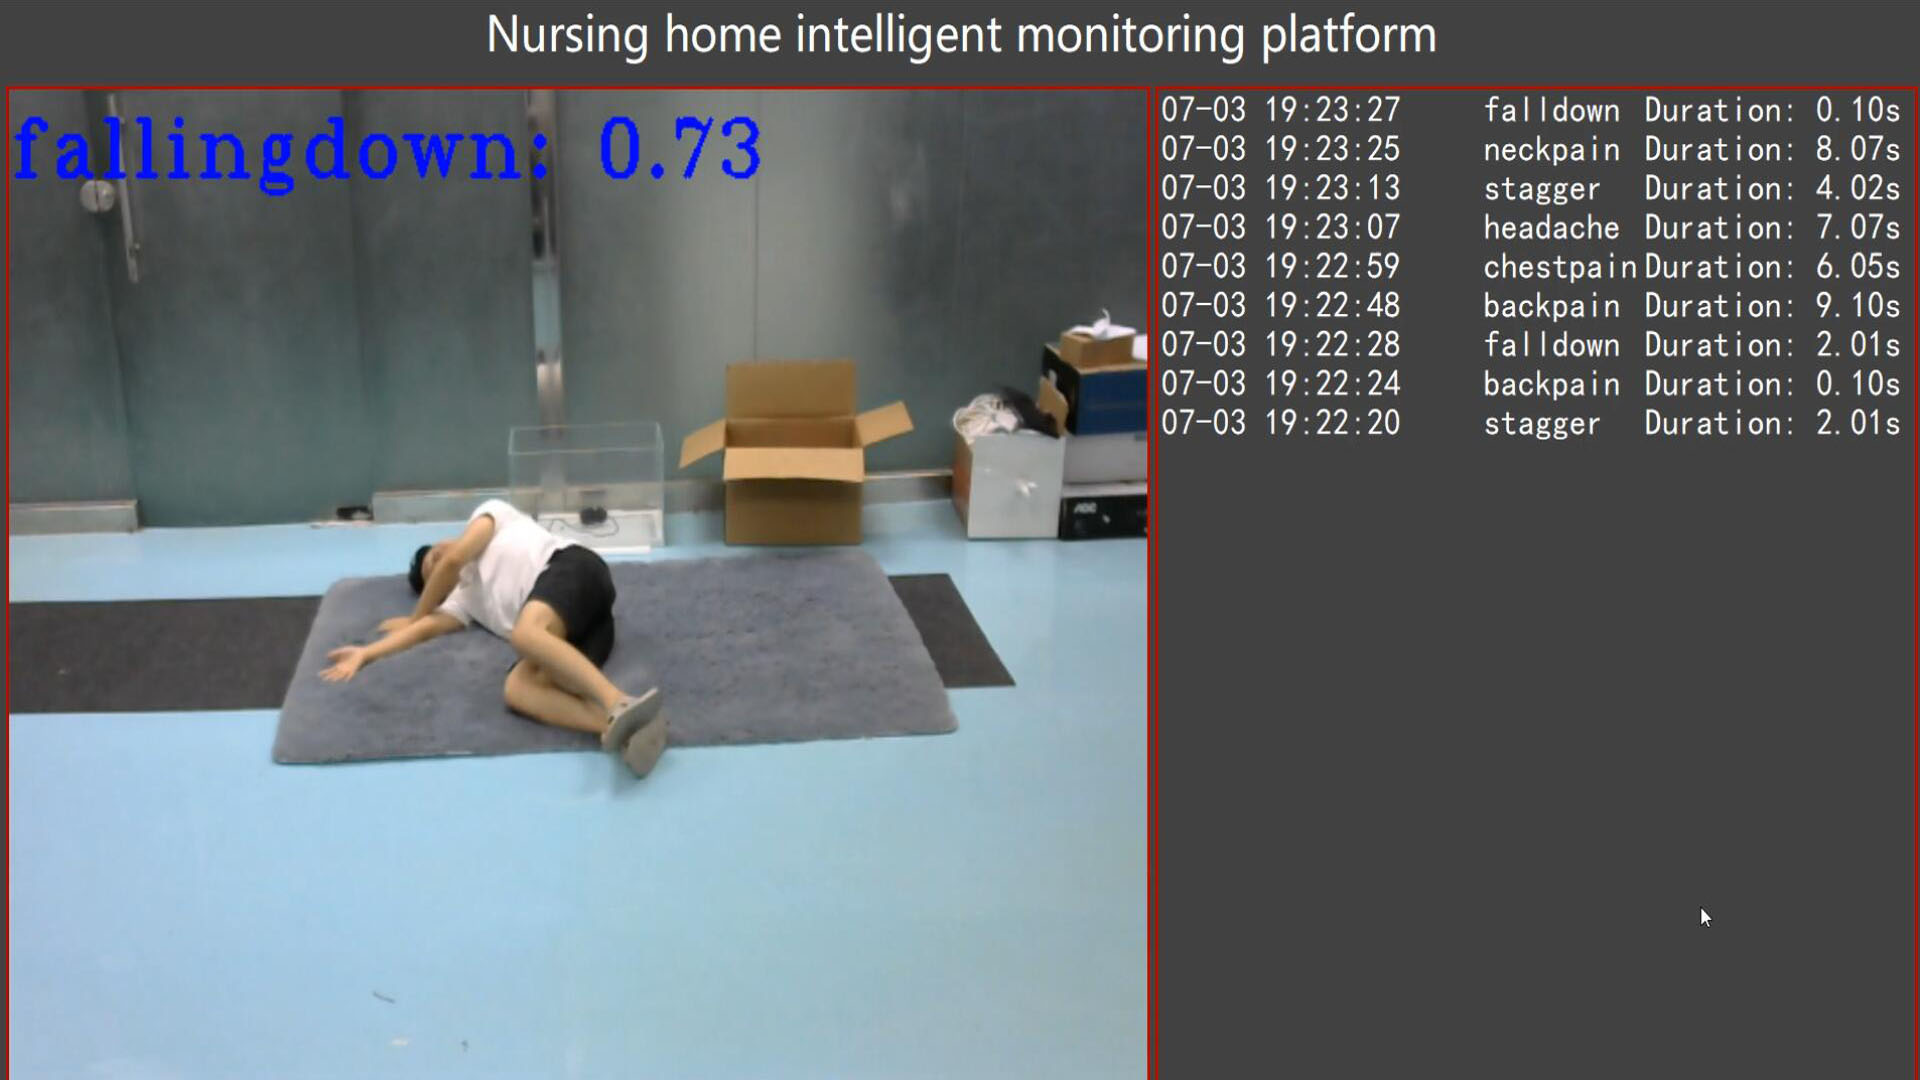 Nursing home intelligent monitoring platform
fallingdown: 0.73
07-03 19:23:27 falldown Duration: 0.10s
07-03 19:23:25 neckpain Duration: 8.07s
07-03 19:23:13 stagger Duration: 4.02s
07-03 19:23:07 headache Duration: 7.07s
07-03 19:22:59 chestpain Duration: 6.05s
07-03 19:22:48 backpain Duration: 9.10s
07-03 19:22:28 falldown Duration: 2.01s
07-03 19:22:24 backpain Duration: 0.10s
07-03 19:22:20 stagger Duration: 2.01s
AOC